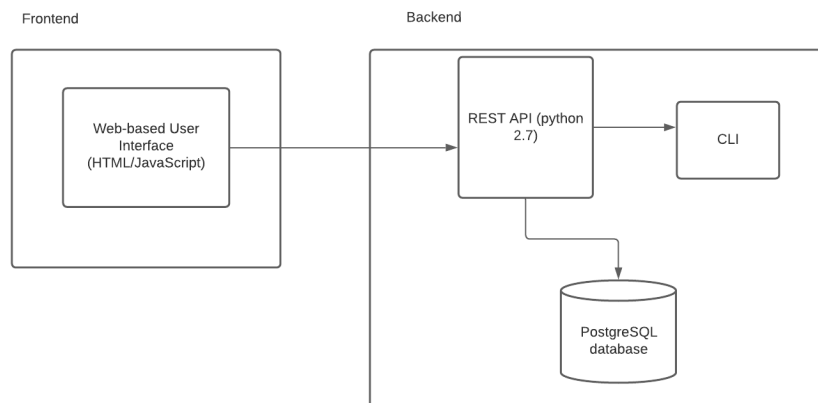 Frontend
Backend
Web-based User
Interface
(HTML/JavaScript)
REST API (python
2.7)
CLI
PostgreSQL
database